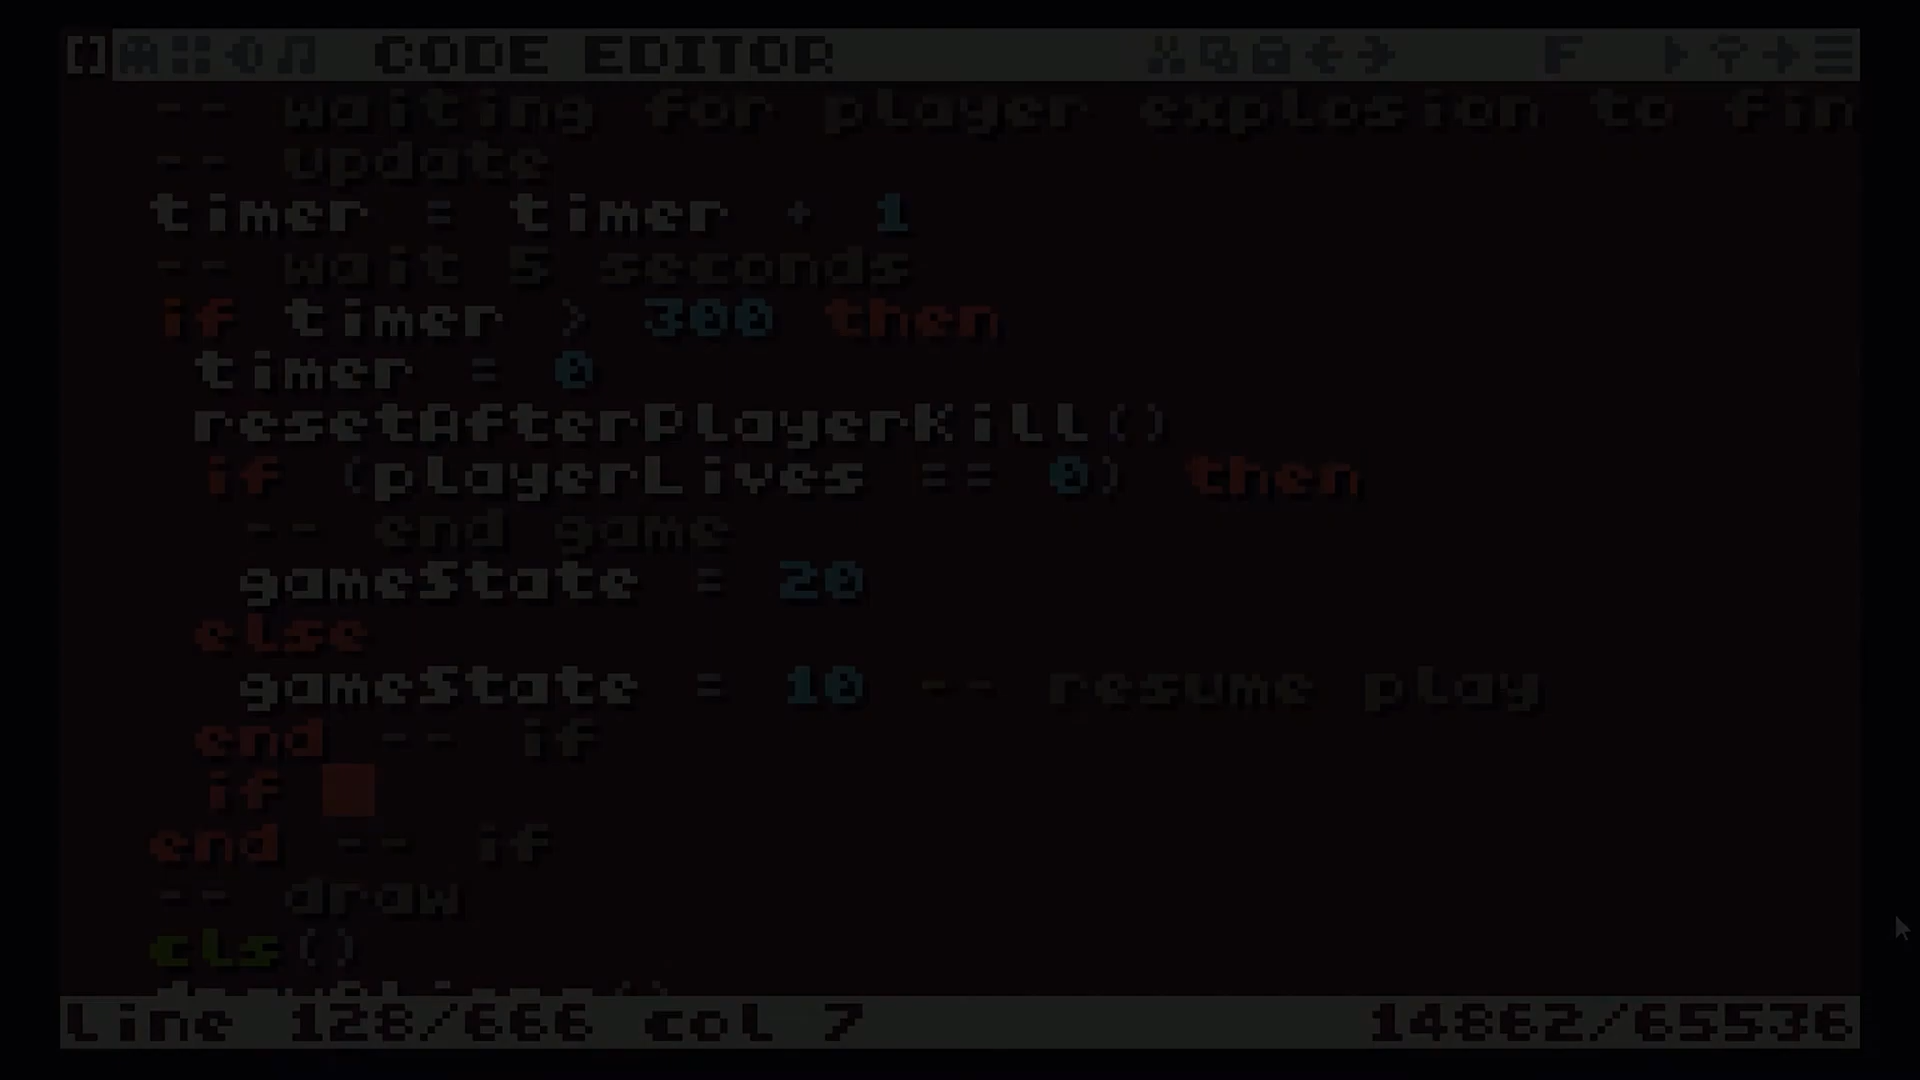 CODE EDITOR F
-- waiting for player explosion to fin
-- update
timer = timer + 1
-- wait 5 seconds
if timer > 300 then
timer = 0
resetAfterPlayerKill()
if (playerLives == 0) then
-- end game
gameState = 20
else
gameState = 10 -- resume play
end -- if
if
end -- if
-- draw
cls()
line 128/666 col 7 14862/65536